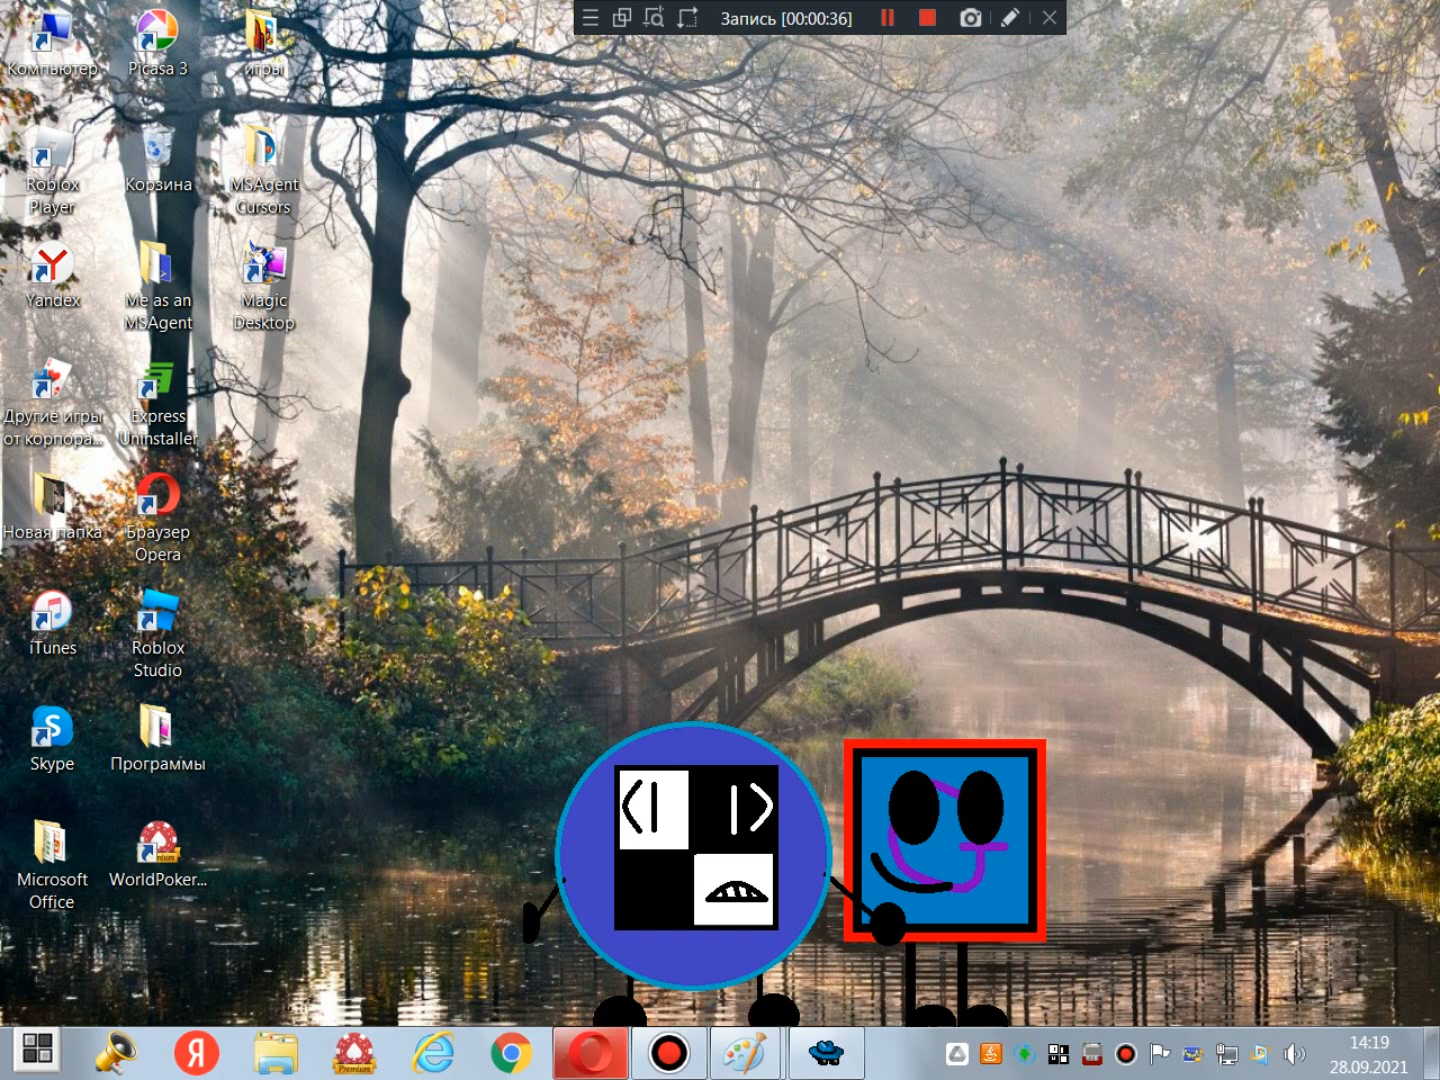 Запись [00:00:36]
Компьютер
Picasa 3
игры
Roblox
Player
Корзина
MSAgent
Cursors
Yandex
Me as an
MSAgent
Magic
Desktop
Другие игры
от корпора...
Express
Uninstaller
Новая папка
Браузер
Opera
iTunes
Roblox
Studio
Skype
Программы
Microsoft
Office
WorldPoker...
Я
Premium
14:19
28.09.2021